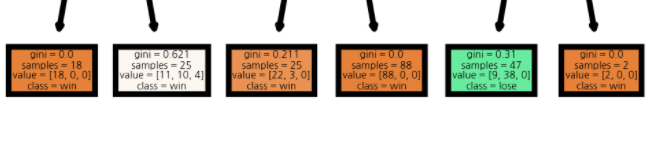 gini = 0.0
samples = 18
value = [18, 0, 0]
class = win
gini = 0.621
samples = 25
value = [11, 10, 4]
class = win
gini = 0.211
samples = 25
value = [22, 3, 0]
class = win
gini = 0.0
samples = 88
value = [88, 0, 0]
class = win
gini = 0.31
samples = 47
value = [9, 38, 0]
class = lose
gini = 0.0
samples = 2
value = [2, 0, 0]
class = win